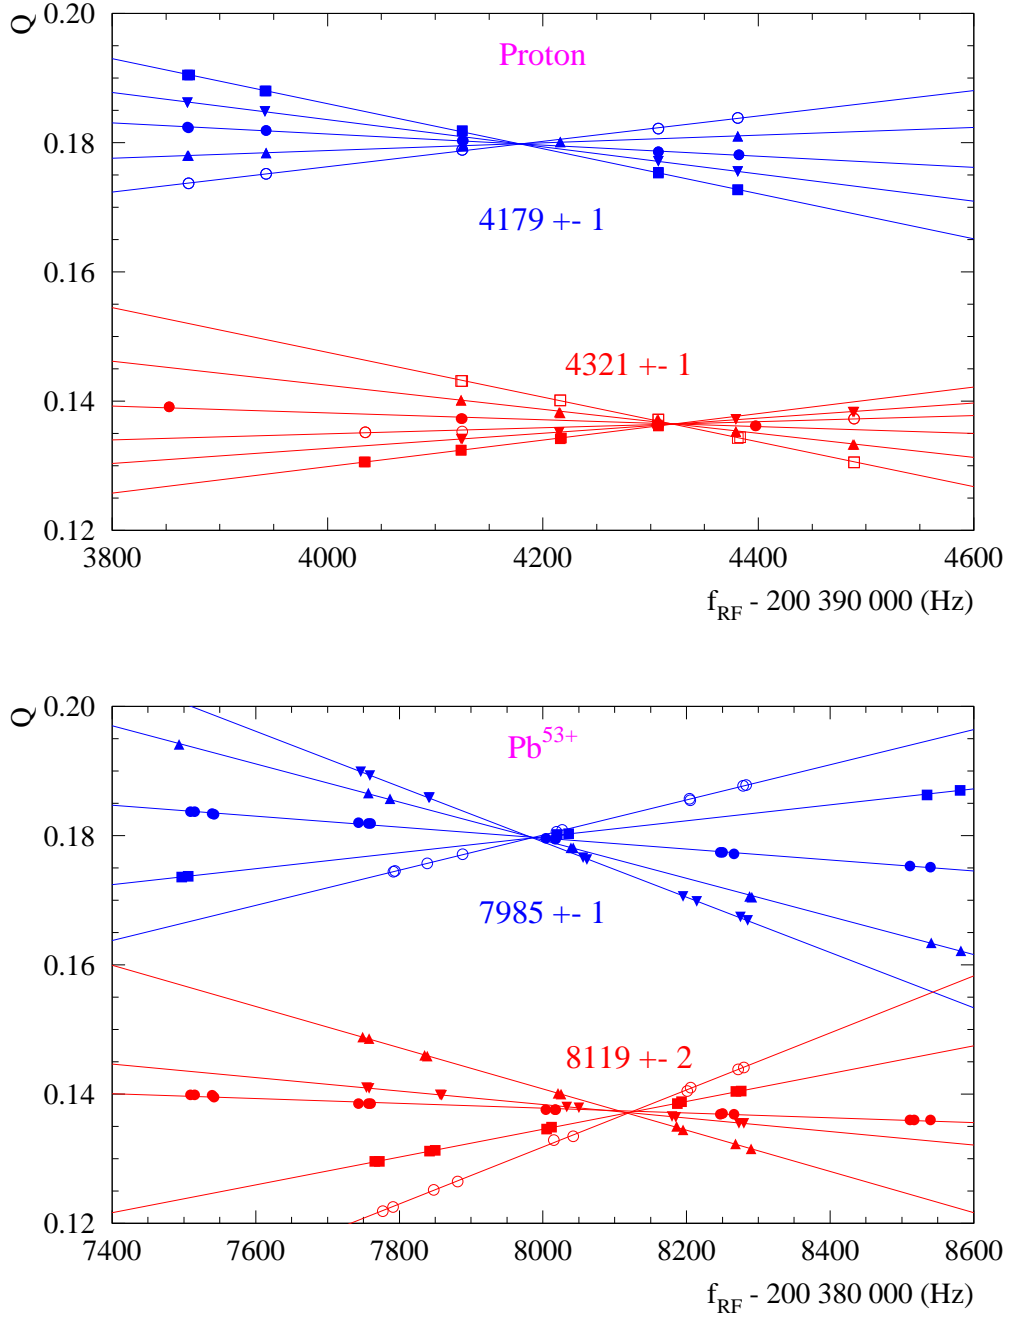 Q
0.20
Proton
0.18
4179 +- 1
0.16
4321 +- 1
0.14
0.12
3800 4000 4200 4400 4600
f_RF - 200 390 000 (Hz)
Q
0.20
Pb^53+
0.18
7985 +- 1
0.16
8119 +- 2
0.14
0.12
7400 7600 7800 8000 8200 8400 8600
f_RF - 200 380 000 (Hz)